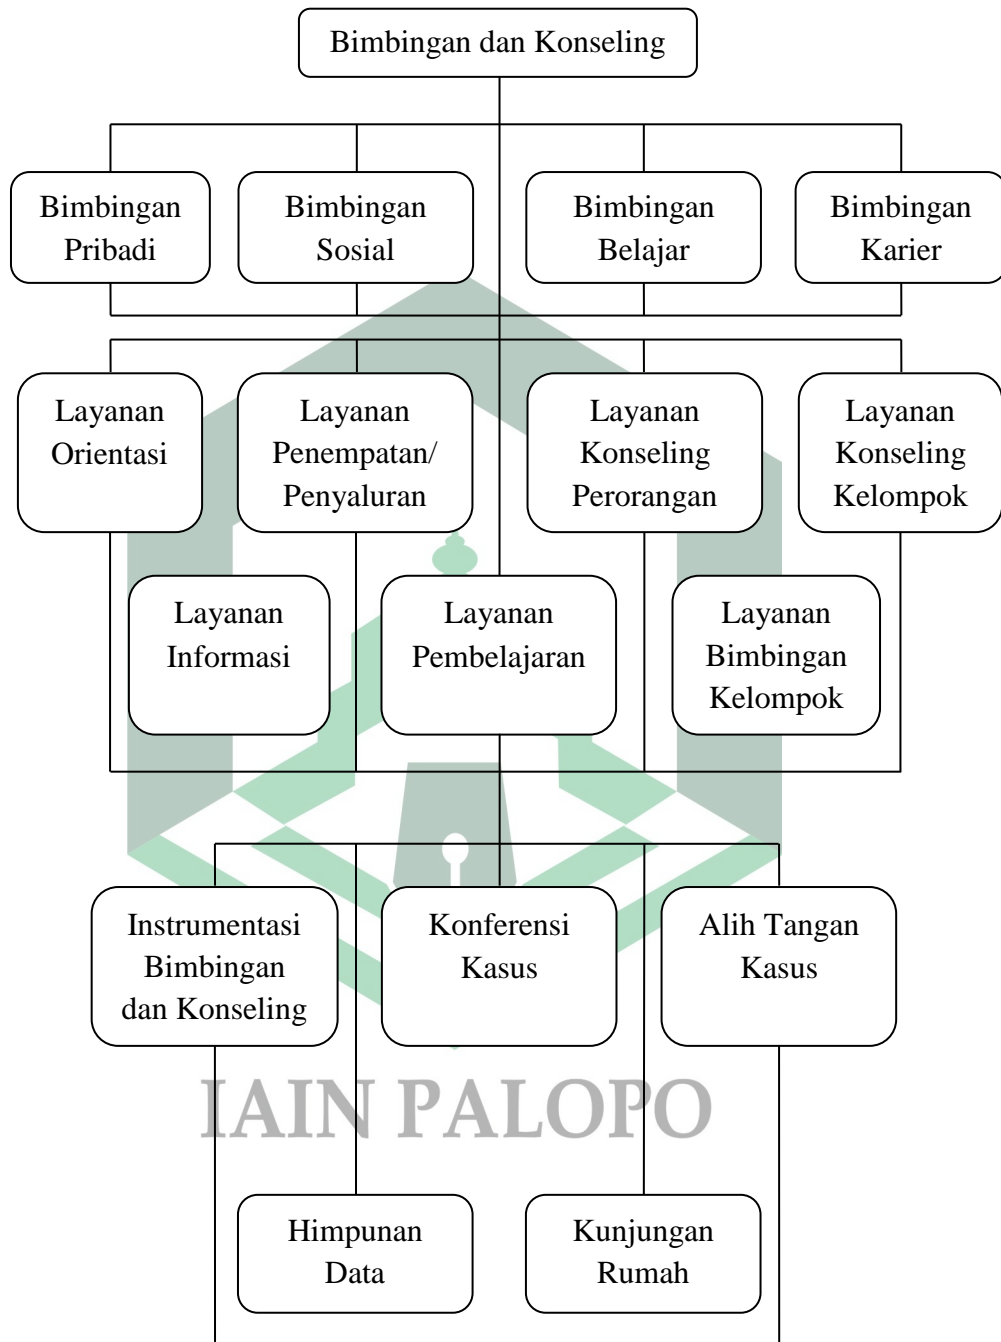 Bimbingan dan Konseling
Bimbingan
Pribadi
Bimbingan
Sosial
Bimbingan
Belajar
Bimbingan
Karier
Layanan
Orientasi
Layanan
Penempatan/
Penyaluran
Layanan
Konseling
Perorangan
Layanan
Konseling
Kelompok
Layanan
Informasi
Layanan
Pembelajaran
Layanan
Bimbingan
Kelompok
Instrumentasi
Bimbingan
dan Konseling
Konferensi
Kasus
Alih Tangan
Kasus
IAIN PALOPO
Himpunan
Data
Kunjungan
Rumah